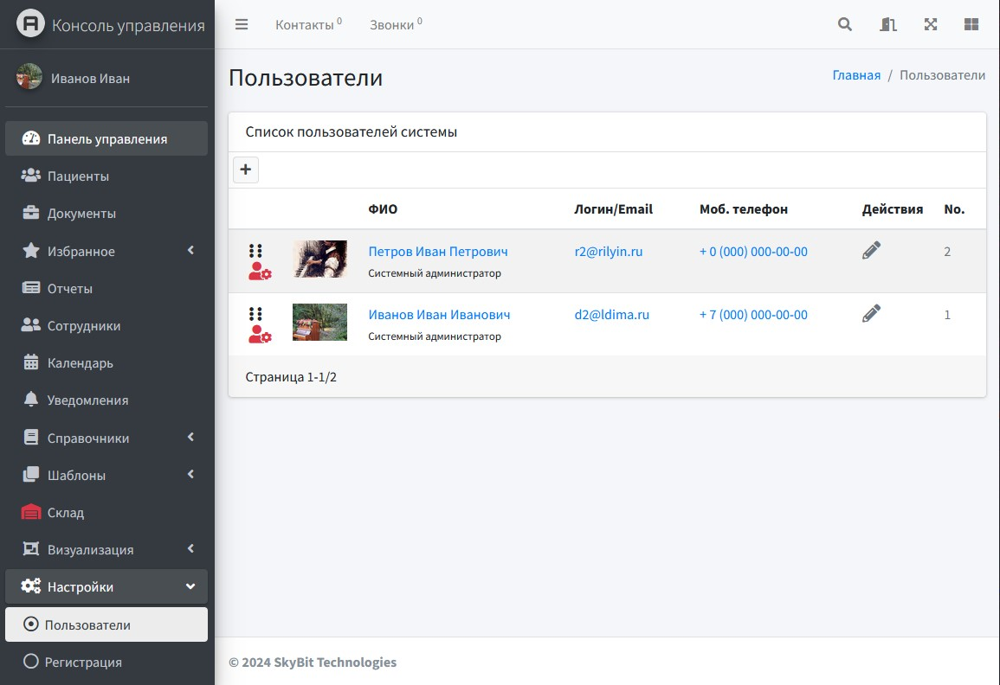 Консоль управления
Контакты 0
Звонки 0
Иванов Иван
Панель управления
Пациенты
Документы
Избранное
Отчеты
Сотрудники
Календарь
Уведомления
Справочники
Шаблоны
Склад
Визуализация
Настройки
Пользователи
Регистрация
Пользователи
Главная / Пользователи
Список пользователей системы
+
ФИО Логин/Email Моб. телефон Действия No.
Петров Иван Петрович r2@rilyin.ru + 0 (000) 000-00-00 2
Системный администратор
Иванов Иван Иванович d2@ldima.ru + 7 (000) 000-00-00 1
Системный администратор
Страница 1-1/2
© 2024 SkyBit Technologies